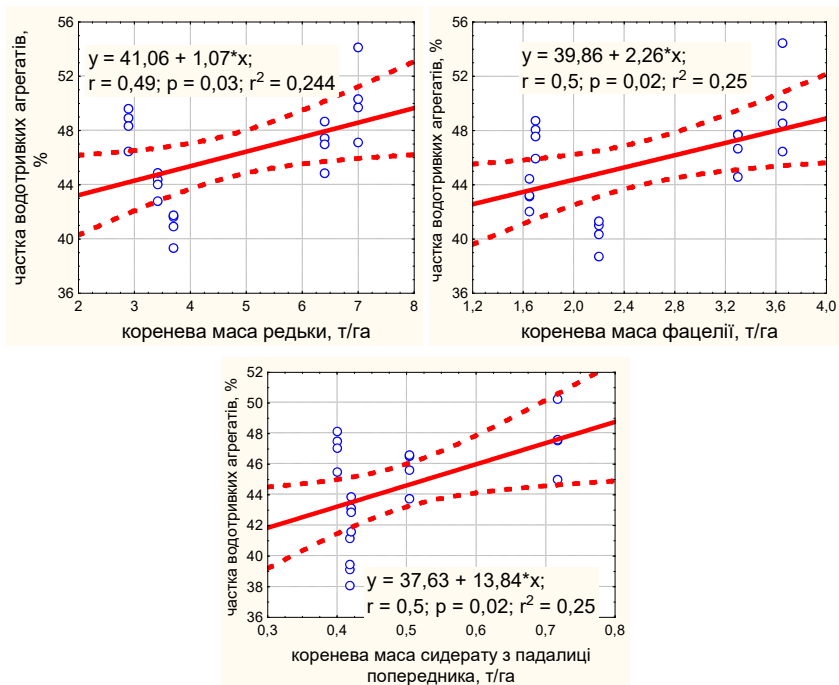 частка водотривких агрегатів,
%
56
52
48
44
40
36
y = 41,06 + 1,07*x;
r = 0,49; p = 0,03; r² = 0,244
2 3 4 5 6 7 8
коренева маса редьки, т/га
частка водотривких агрегатів, %
56
52
48
44
40
36
y = 39,86 + 2,26*x;
r = 0,5; p = 0,02; r² = 0,25
1,2 1,6 2,0 2,4 2,8 3,2 3,6 4,0
коренева маса фацелії, т/га
частка водотривких агрегатів, %
52
50
48
46
44
42
40
38
36
y = 37,63 + 13,84*x;
r = 0,5; p = 0,02; r² = 0,25
0,3 0,4 0,5 0,6 0,7 0,8
коренева маса сидерату з падалиці
попередника, т/га